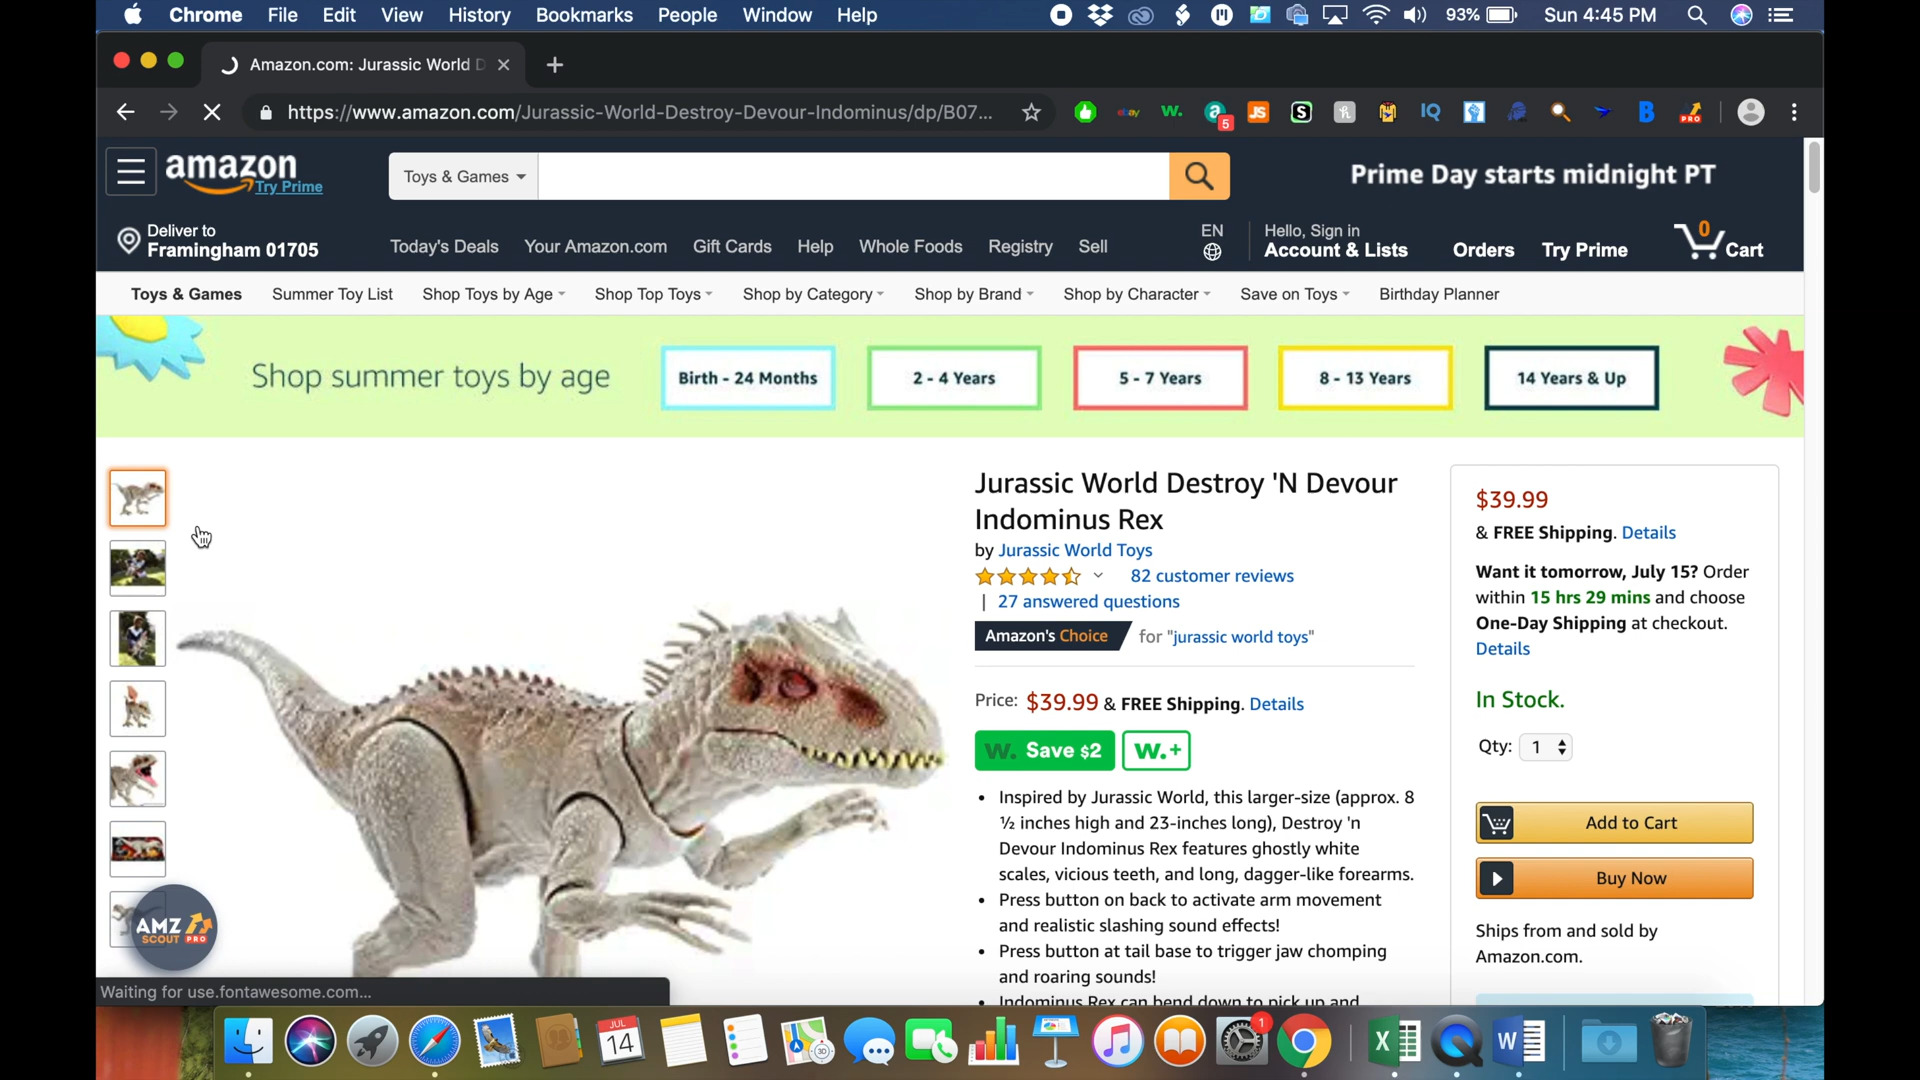 Chrome File Edit View History Bookmarks People Window Help 93% Sun 4:45 PM
Amazon.com: Jurassic World D
https://www.amazon.com/Jurassic-World-Destroy-Devour-Indominus/dp/B07...
ebay w. a 5 JS S h IQ B PRO
amazon Try Prime
Toys & Games
Prime Day starts midnight PT
Deliver to
Framingham 01705
Today's Deals Your Amazon.com Gift Cards Help Whole Foods Registry Sell
EN
Hello, Sign in
Account & Lists
Orders
Try Prime
0
Cart
Toys & Games Summer Toy List Shop Toys by Age Shop Top Toys Shop by Category Shop by Brand Shop by Character Save on Toys Birthday Planner
Shop summer toys by age
Birth - 24 Months
2 - 4 Years
5 - 7 Years
8 - 13 Years
14 Years & Up
Jurassic World Destroy 'N Devour
Indominus Rex
by Jurassic World Toys
82 customer reviews
| 27 answered questions
Amazon's Choice for "jurassic world toys"
Price: $39.99 & FREE Shipping. Details
w. Save $2
w.+
• Inspired by Jurassic World, this larger-size (approx. 8
½ inches high and 23-inches long), Destroy 'n
Devour Indominus Rex features ghostly white
scales, vicious teeth, and long, dagger-like forearms.
• Press button on back to activate arm movement
and realistic slashing sound effects!
• Press button at tail base to trigger jaw chomping
and roaring sounds!
• Indominus Rex can bend down to pick up and
$39.99
& FREE Shipping. Details
Want it tomorrow, July 15? Order
within 15 hrs 29 mins and choose
One-Day Shipping at checkout.
Details
In Stock.
Qty: 1
Add to Cart
Buy Now
Ships from and sold by
Amazon.com.
AMZ
SCOUT PRO
Waiting for use.fontawesome.com...
JUL
14
3D
1
X
W